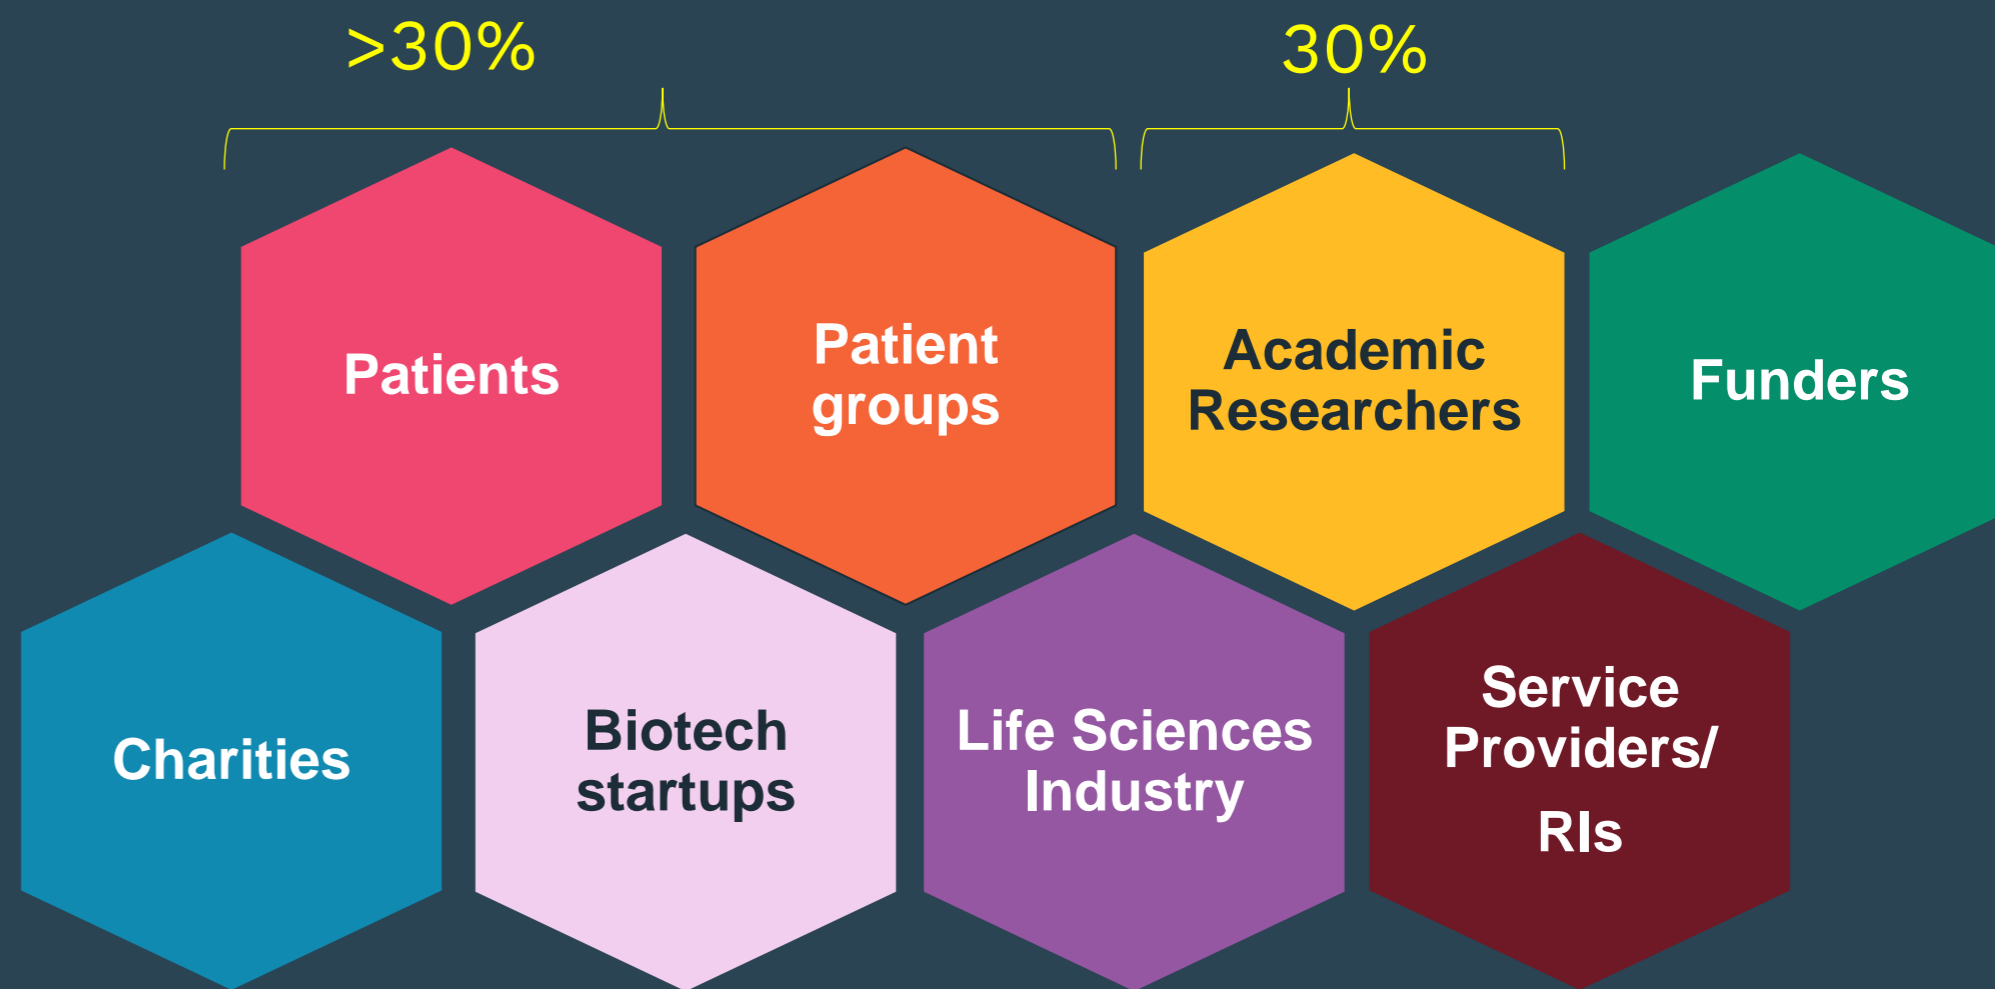 >30%
30%
Patients
Patient
groups
Academic
Researchers
Funders
Charities
Biotech
startups
Life Sciences
Industry
Service
Providers/
RIs